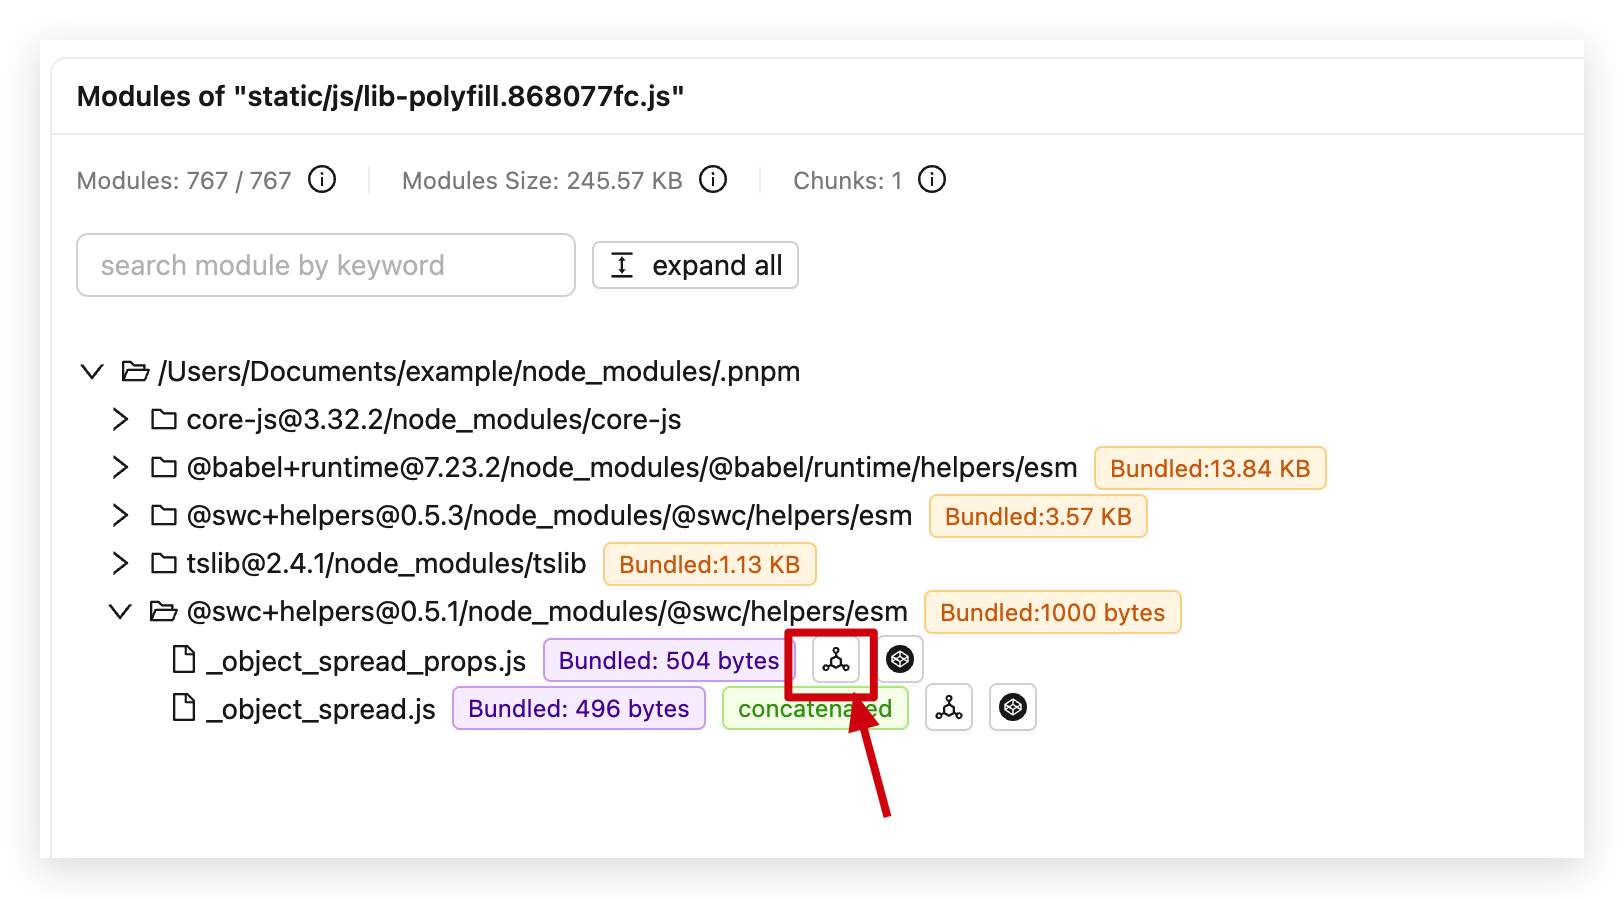 Modules of "static/js/lib-polyfill.868077fc.js"
Modules: 767 / 767 Modules Size: 245.57 KB Chunks: 1
search module by keyword expand all
/Users/Documents/example/node_modules/.pnpm
core-js@3.32.2/node_modules/core-js
@babel+runtime@7.23.2/node_modules/@babel/runtime/helpers/esm Bundled:13.84 KB
@swc+helpers@0.5.3/node_modules/@swc/helpers/esm Bundled:3.57 KB
tslib@2.4.1/node_modules/tslib Bundled:1.13 KB
@swc+helpers@0.5.1/node_modules/@swc/helpers/esm Bundled:1000 bytes
_object_spread_props.js Bundled: 504 bytes
_object_spread.js Bundled: 496 bytes concatenated